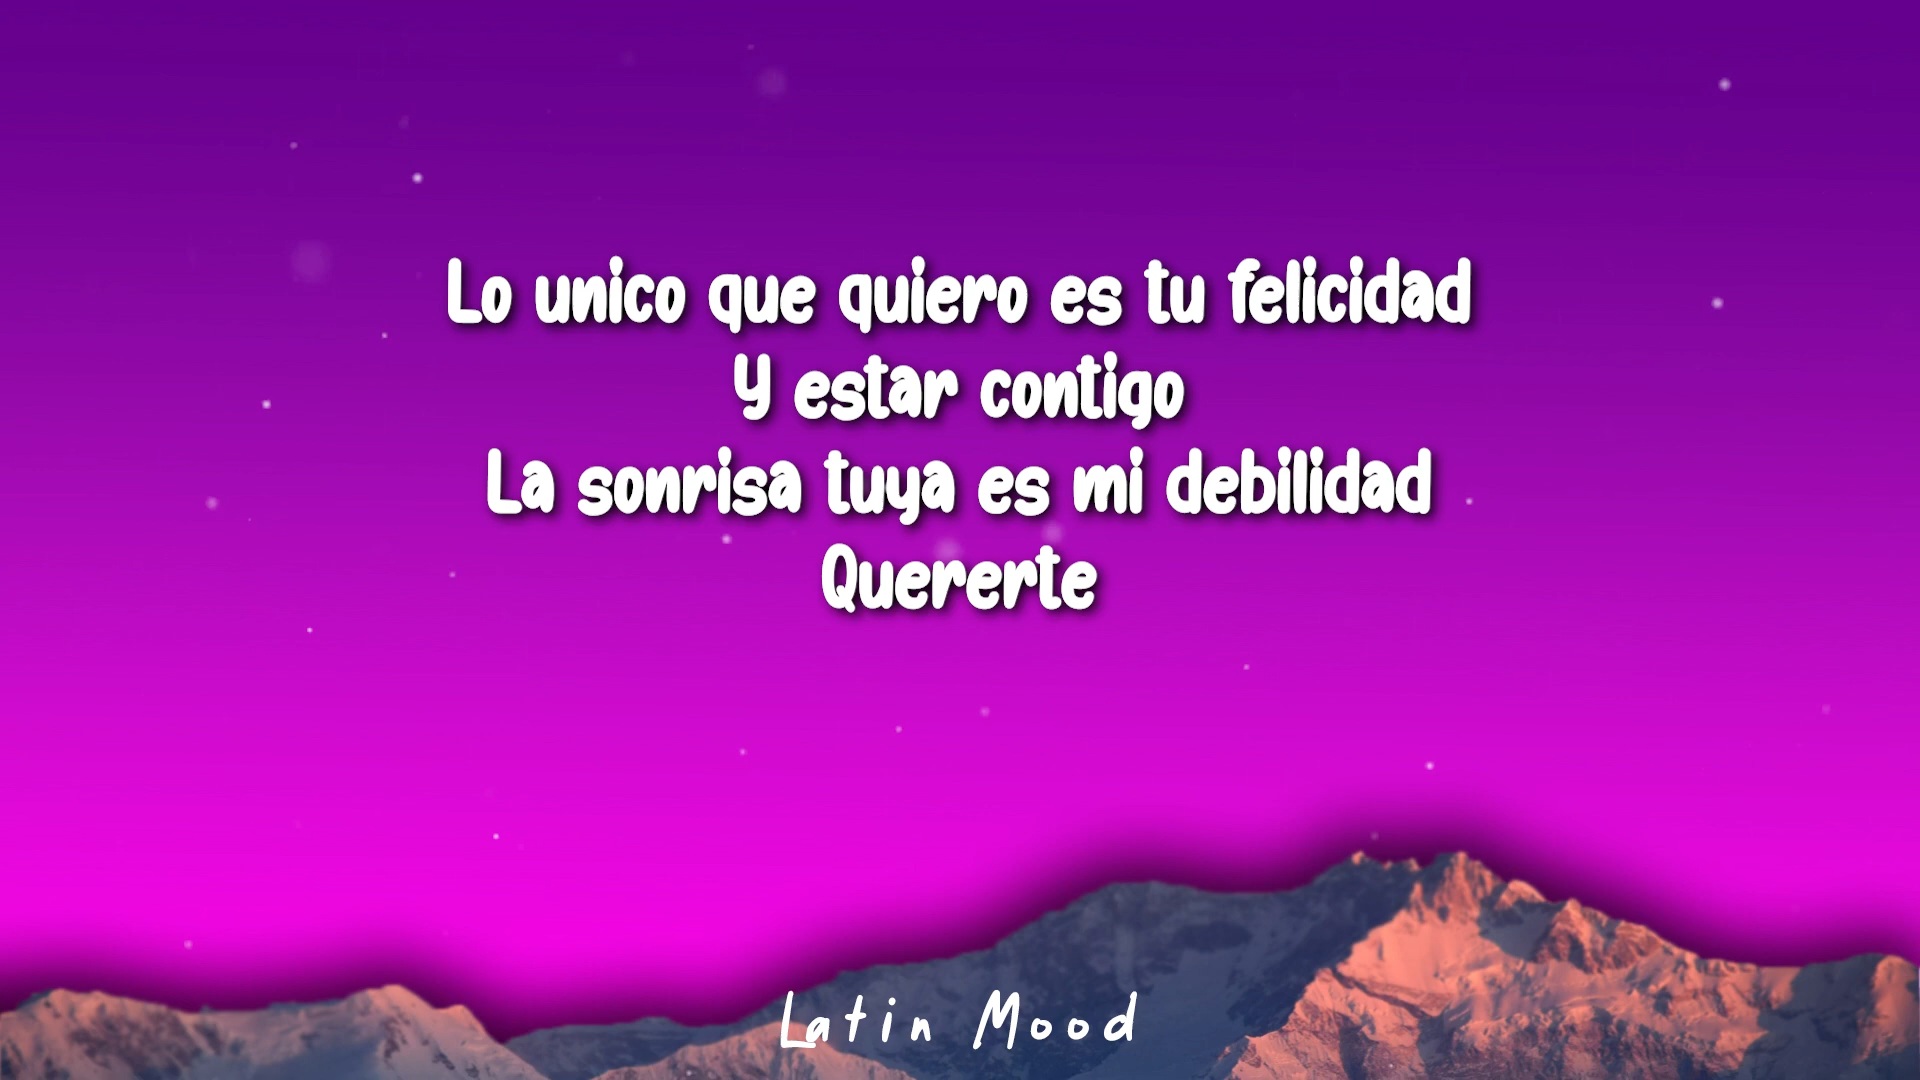 Lo unico que quiero es tu felicidad
Y estar contigo
La sonrisa tuya es mi debilidad
Quererte
Latin Mood